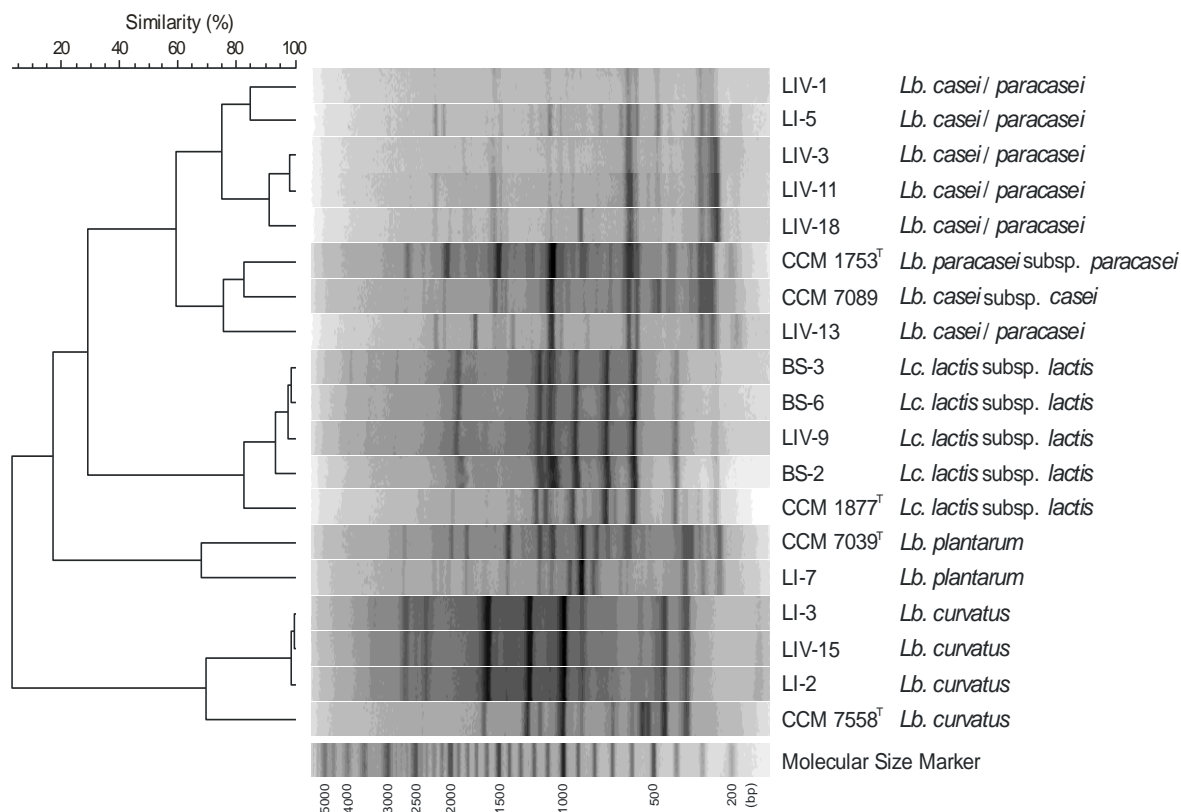 Similarity (%)
20 40 60 80 100
LIV-1 Lb. casei / paracasei
LI-5 Lb. casei / paracasei
LIV-3 Lb. casei / paracasei
LIV-11 Lb. casei / paracasei
LIV-18 Lb. casei / paracasei
CCM 1753ᵀ Lb. paracasei subsp. paracasei
CCM 7089 Lb. casei subsp. casei
LIV-13 Lb. casei / paracasei
BS-3 Lc. lactis subsp. lactis
BS-6 Lc. lactis subsp. lactis
LIV-9 Lc. lactis subsp. lactis
BS-2 Lc. lactis subsp. lactis
CCM 1877ᵀ Lc. lactis subsp. lactis
CCM 7039ᵀ Lb. plantarum
LI-7 Lb. plantarum
LI-3 Lb. curvatus
LIV-15 Lb. curvatus
LI-2 Lb. curvatus
CCM 7558ᵀ Lb. curvatus
Molecular Size Marker
5000 4000 3000 2500 2000 1500 1000 500 200 (bp)